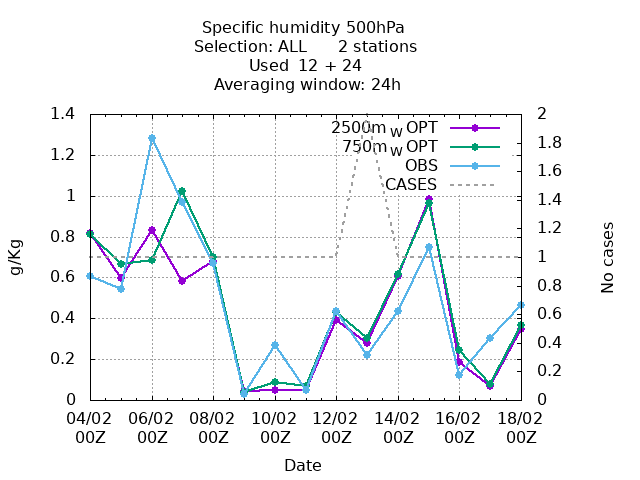 Specific humidity 500hPa
Selection: ALL 2 stations
Used 12 + 24
Averaging window: 24h
1.4
1.2
1
0.8
0.6
0.4
0.2
0
g/Kg
2500m w OPT
750m w OPT
OBS
CASES
2
1.8
1.6
1.4
1.2
1
0.8
0.6
0.4
0.2
0
No cases
04/02 06/02 08/02 10/02 12/02 14/02 16/02 18/02
00Z 00Z 00Z 00Z 00Z 00Z 00Z 00Z
Date